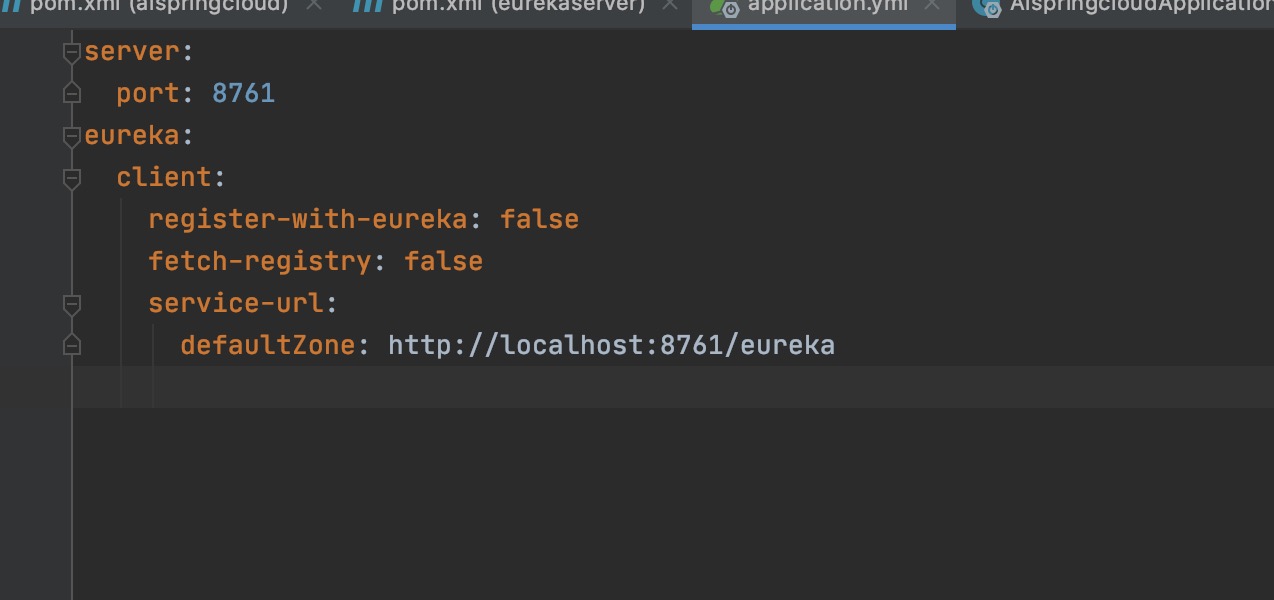 pom.xml (aispringcloud)
pom.xml (eurekaserver)
application.yml
AispringcloudApplication
server:
port: 8761
eureka:
client:
register-with-eureka: false
fetch-registry: false
service-url:
defaultZone: http://localhost:8761/eureka